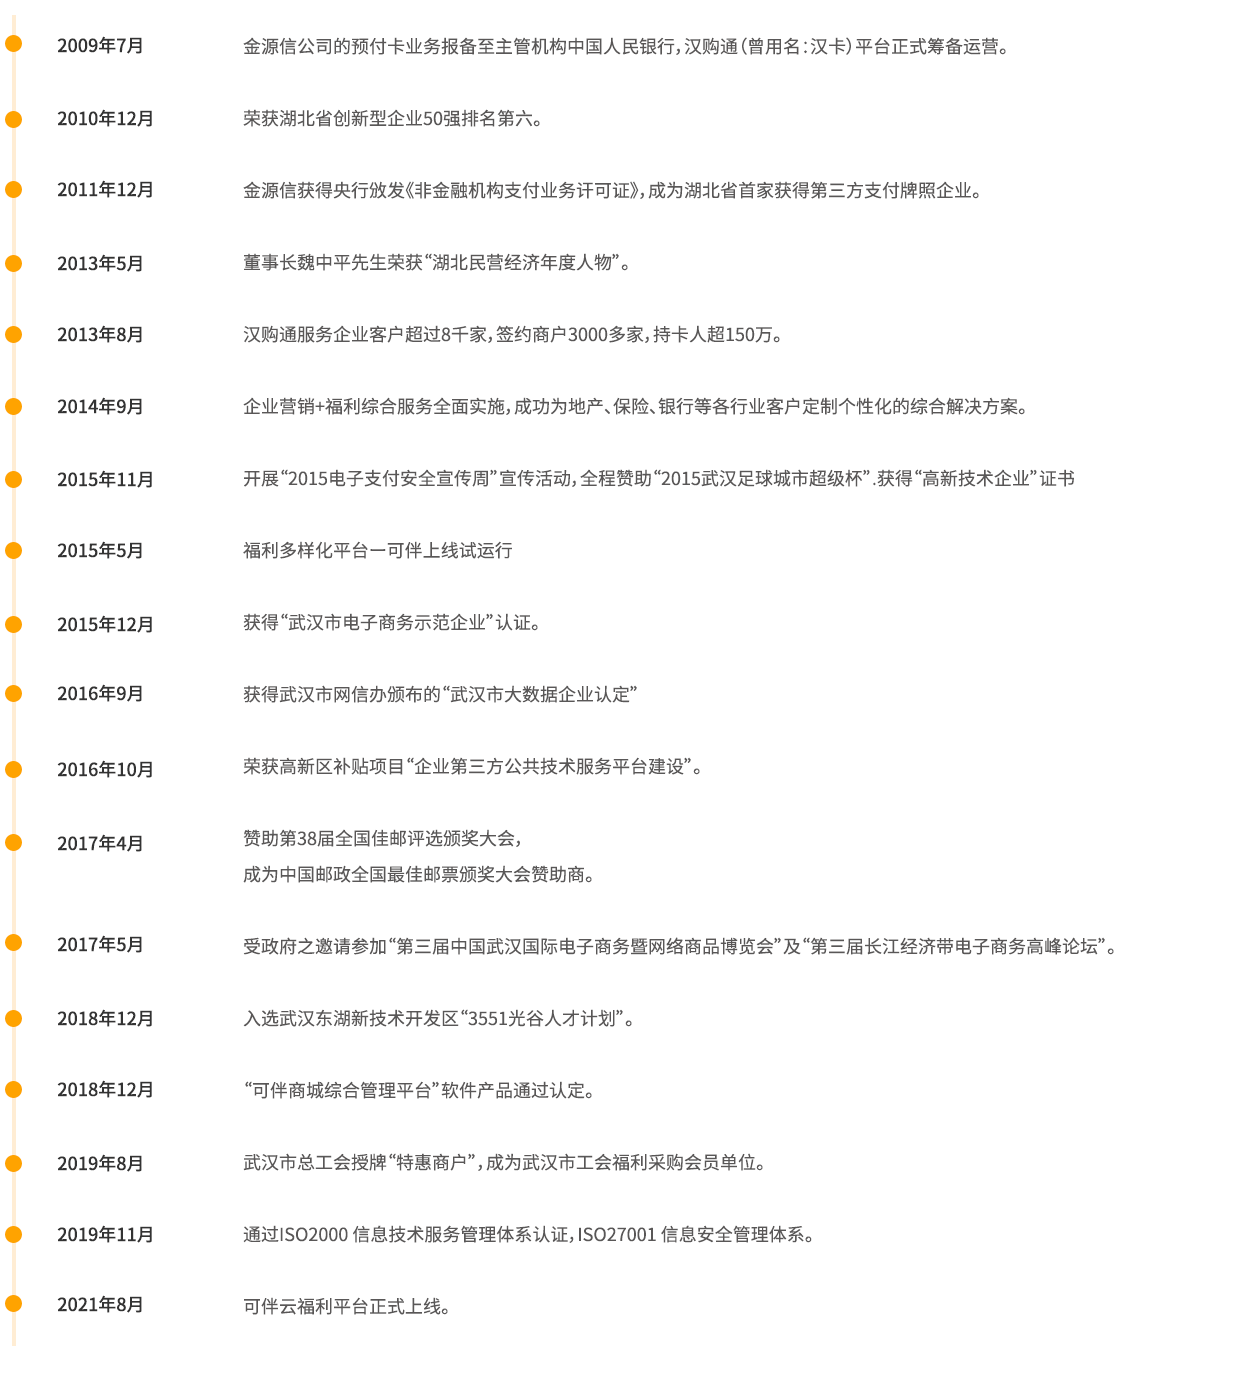 2009年7月 金源信公司的预付卡业务报备至主管机构中国人民银行，汉购通（曾用名：汉卡）平台正式筹备运营。
2010年12月 荣获湖北省创新型企业50强排名第六。
2011年12月 金源信获得央行颁发《非金融机构支付业务许可证》，成为湖北省首家获得第三方支付牌照企业。
2013年5月 董事长魏中平先生荣获“湖北民营经济年度人物”。
2013年8月 汉购通服务企业客户超过8千家，签约商户3000多家，持卡人超150万。
2014年9月 企业营销+福利综合服务全面实施，成功为地产、保险、银行等各行业客户定制个性化的综合解决方案。
2015年11月 开展“2015电子支付安全宣传周”宣传活动，全程赞助“2015武汉足球城市超级杯”.获得“高新技术企业”证书
2015年5月 福利多样化平台一可伴上线试运行
2015年12月 获得“武汉市电子商务示范企业”认证。
2016年9月 获得武汉市网信办颁布的“武汉市大数据企业认定”
2016年10月 荣获高新区补贴项目“企业第三方公共技术服务平台建设”。
2017年4月 赞助第38届全国佳邮评选颁奖大会，
成为中国邮政全国最佳邮票颁奖大会赞助商。
2017年5月 受政府之邀请参加“第三届中国武汉国际电子商务暨网络商品博览会”及“第三届长江经济带电子商务高峰论坛”。
2018年12月 入选武汉东湖新技术开发区“3551光谷人才计划”。
2018年12月 “可伴商城综合管理平台”软件产品通过认定。
2019年8月 武汉市总工会授牌“特惠商户”，成为武汉市工会福利采购会员单位。
2019年11月 通过ISO2000 信息技术服务管理体系认证，ISO27001 信息安全管理体系。
2021年8月 可伴云福利平台正式上线。